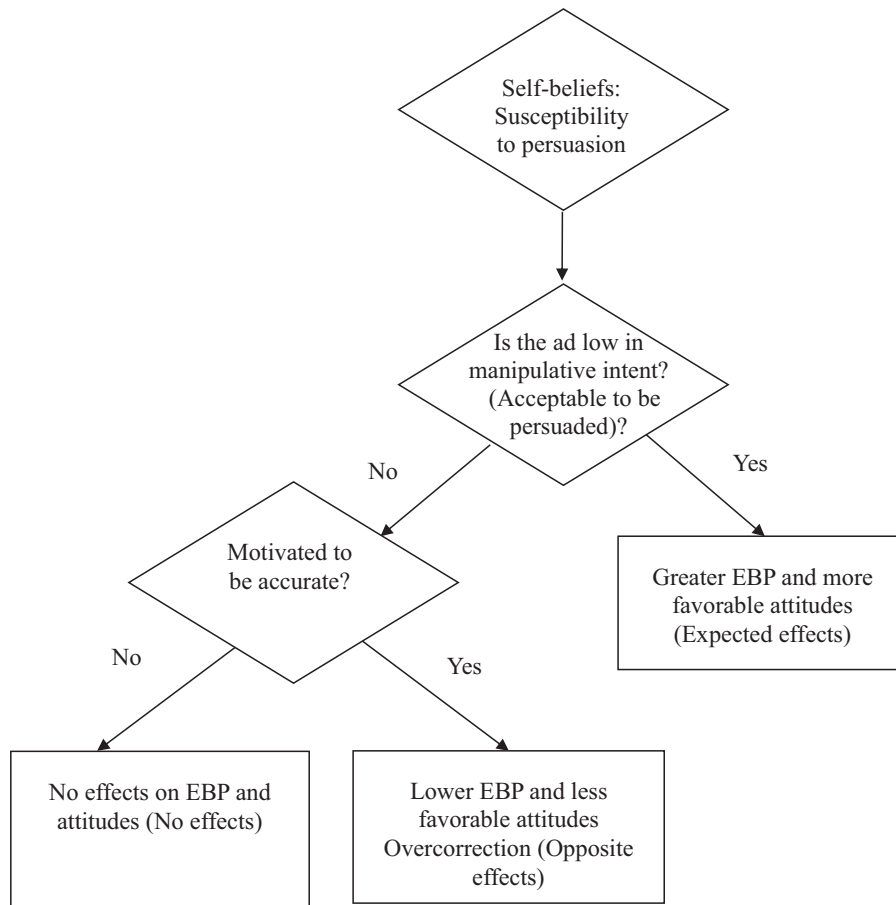 Self-beliefs:
Susceptibility
to persuasion
Is the ad low in
manipulative intent?
(Acceptable to be
persuaded)?
No
Yes
Motivated to
be accurate?
Greater EBP and more
favorable attitudes
(Expected effects)
No
Yes
No effects on EBP and
attitudes (No effects)
Lower EBP and less
favorable attitudes
Overcorrection (Opposite
effects)